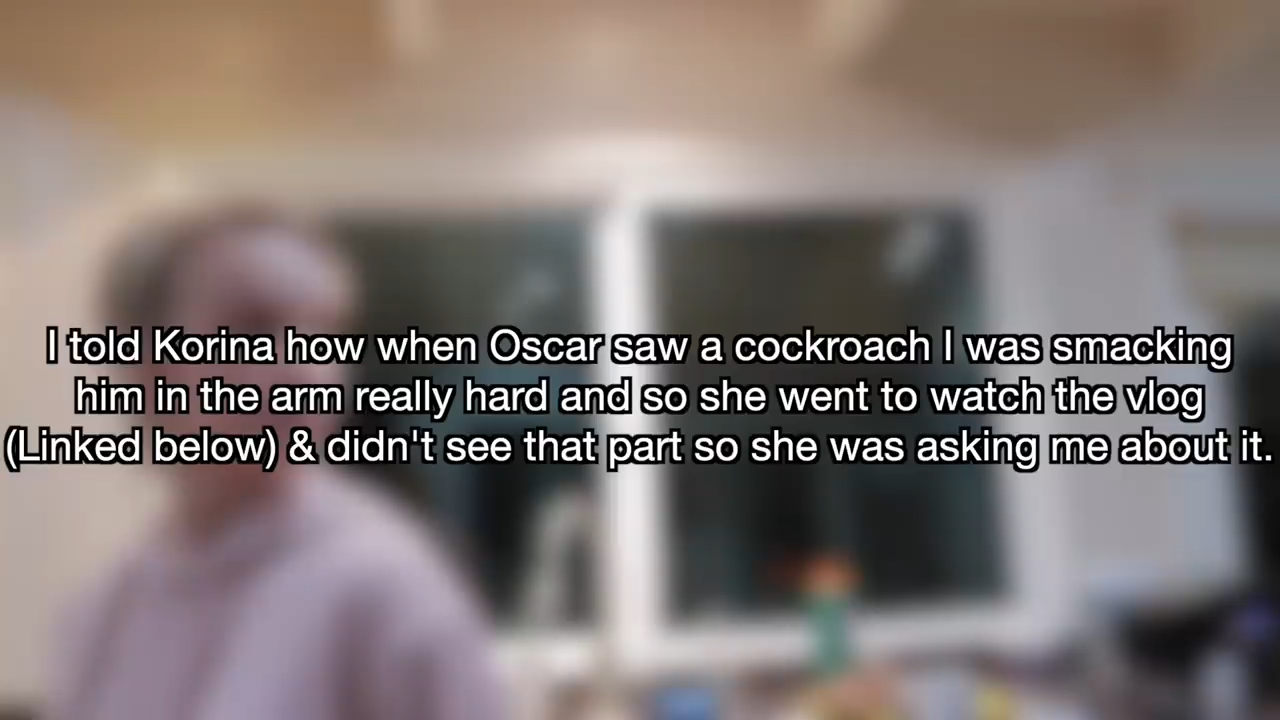 I told Korina how when Oscar saw a cockroach I was smacking
him in the arm really hard and so she went to watch the vlog
(Linked below) & didn't see that part so she was asking me about it.